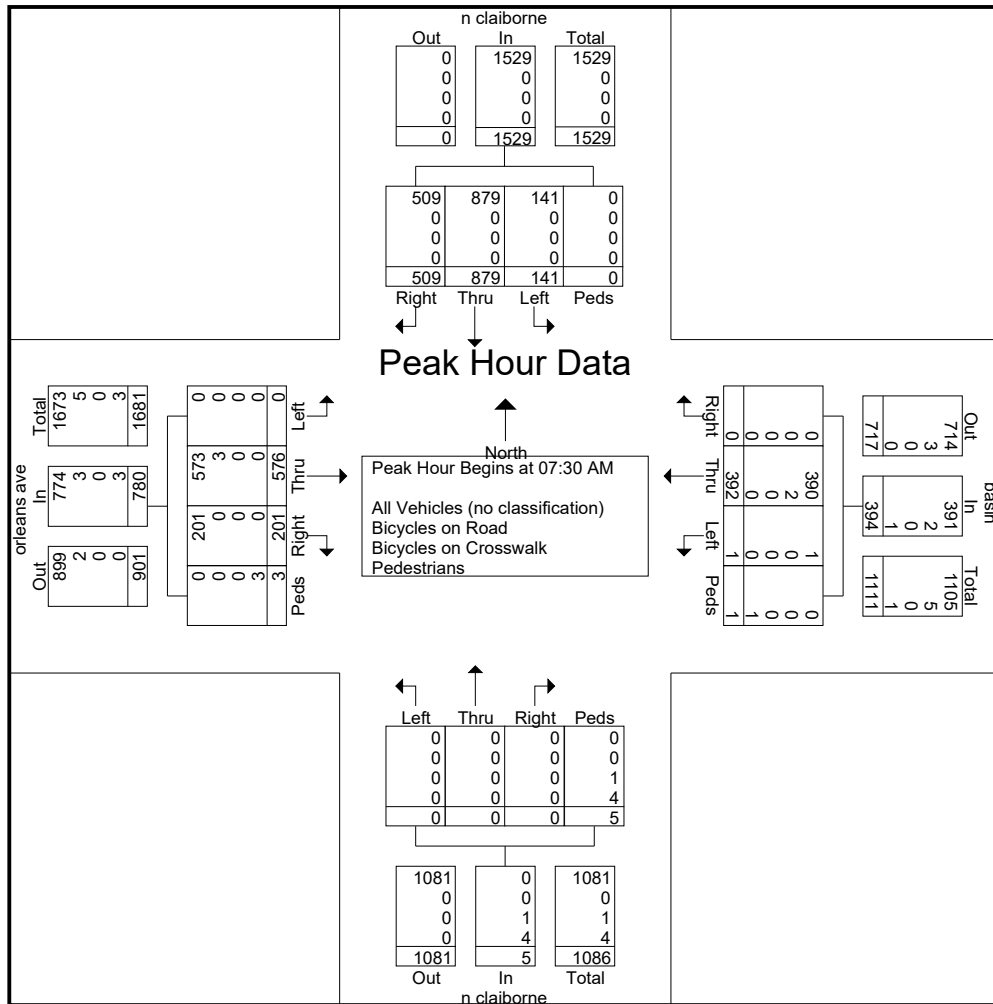 n claiborne
Out In Total
0 1529 1529
0 0 0
0 0 0
0 0 0
0 1529 1529
509 879 141 0
0 0 0 0
0 0 0 0
0 0 0 0
509 879 141 0
Right Thru Left Peds
Peak Hour Data
North
Peak Hour Begins at 07:30 AM
All Vehicles (no classification)
Bicycles on Road
Bicycles on Crosswalk
Pedestrians
orleans ave
Total
1673
5
0
3
1681
In
774
3
0
3
780
Out
899
2
0
0
901
Left
0
0
0
0
0
Thru
573
3
0
0
576
Right
201
0
0
0
201
Peds
0
0
0
3
3
basin
Out
714
3
0
0
717
In
391
2
0
1
394
Total
1105
5
0
1
1111
Right
0
0
0
0
0
Thru
390
2
0
0
392
Left
1
0
0
0
1
Peds
0
0
0
1
1
Left Thru Right Peds
0 0 0 0
0 0 0 0
0 0 0 1
0 0 0 4
0 0 0 5
1081 0 1081
0 0 0
0 1 1
0 4 4
1081 5 1086
Out In Total
n claiborne